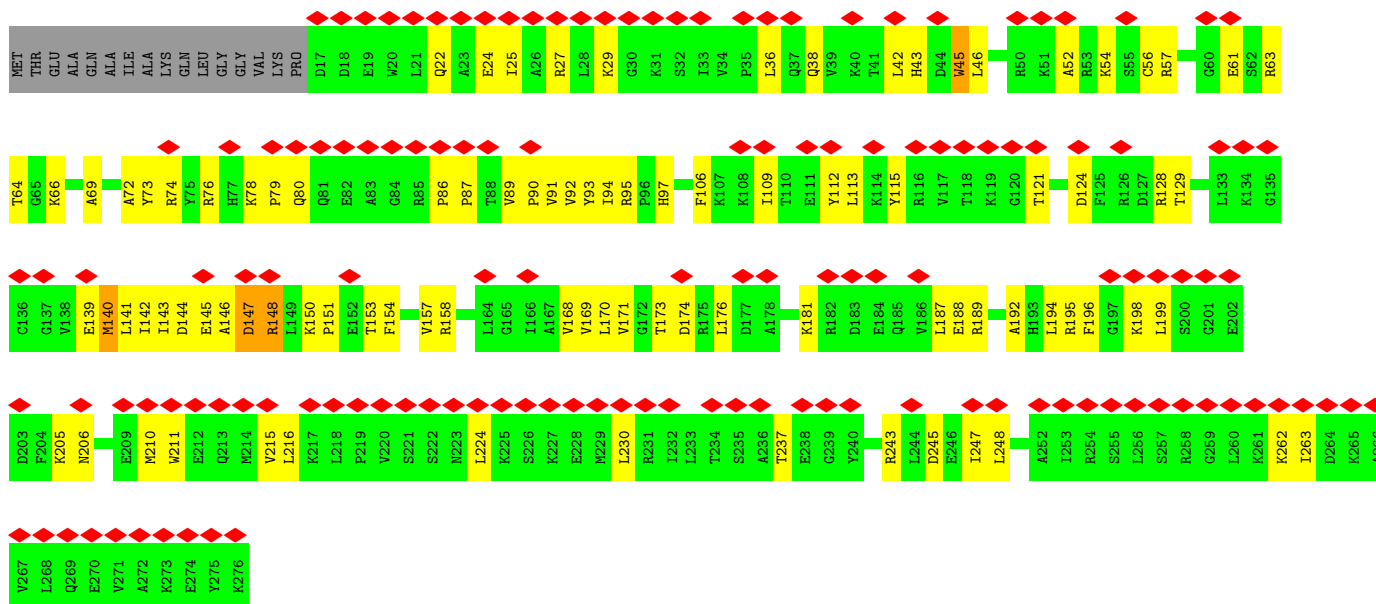 MET THR GLU ALA GLN ALA ILE ALA LYS GLN LEU GLY GLY VAL LYS PRO D17 D18 E19 W20 L21 Q22 A23 E24 I25 A26 R27 L28 K29 G30 K31 S32 I33 V34 P35 L36 Q37 Q38 V39 K40 T41 L42 H43 D44 W45 L46 R50 K51 A52 R53 K54 S55 C56 R57 G60 E61 S62 R63
T64 G65 K66 A69 A72 Y73 R74 Y75 R76 H77 K78 P79 Q80 Q81 E82 A83 G84 R85 P86 P87 T88 V89 P90 V91 V92 Y93 I94 R95 P96 H97 F106 K107 K108 I109 T110 E111 Y112 L113 K114 Y115 R116 V117 T118 K119 G120 T121 D124 F125 R126 D127 R128 T129 L133 K134 G135
C136 G137 V138 E139 M140 L141 I142 I143 D144 E145 A146 D147 R148 L149 K150 P151 E152 T153 F154 V157 R158 L164 G165 I166 A167 V168 V169 L170 V171 G172 T173 D174 R175 L176 D177 A178 K181 R182 D183 E184 Q185 V186 L187 E188 R189 A192 H193 L194 R195 F196 G197 K198 L199 S200 G201 E202
D203 F204 K205 N206 E209 M210 W211 E212 Q213 M214 V215 L216 K217 L218 P219 V220 S221 S222 N223 L224 K225 S226 K227 E228 M229 L230 R231 I232 L233 T234 S235 A236 T237 E238 G239 Y240 R243 L244 D245 E246 I247 L248 A252 I253 R254 S255 L256 S257 R258 G259 L260 K261 K262 I263 D264 K265
V267 L268 Q269 E270 V271 A272 K273 E274 Y275 K276